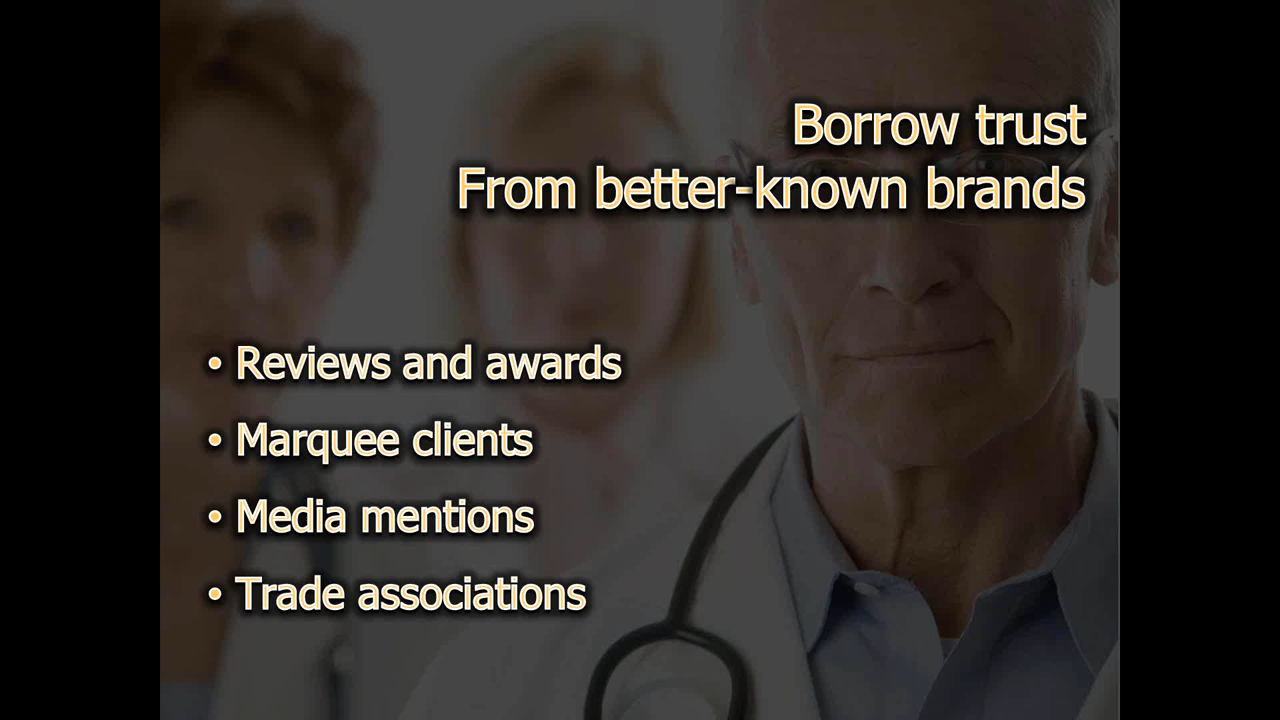 Borrow trust
From better-known brands
• Reviews and awards
• Marquee clients
• Media mentions
• Trade associations